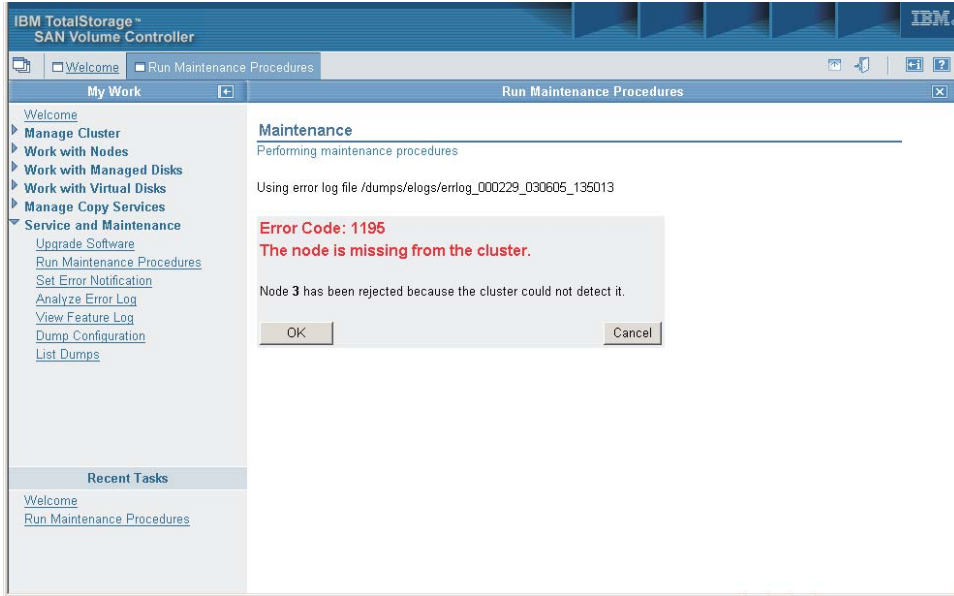 IBM TotalStorage™
SAN Volume Controller
IBM.
Welcome
Run Maintenance Procedures
?
My Work
Run Maintenance Procedures
Welcome
Manage Cluster
Work with Nodes
Work with Managed Disks
Work with Virtual Disks
Manage Copy Services
Service and Maintenance
Upgrade Software
Run Maintenance Procedures
Set Error Notification
Analyze Error Log
View Feature Log
Dump Configuration
List Dumps
Recent Tasks
Welcome
Run Maintenance Procedures
Maintenance
Performing maintenance procedures
Using error log file /dumps/elogs/errlog_000229_030605_135013
Error Code: 1195
The node is missing from the cluster.
Node 3 has been rejected because the cluster could not detect it.
OK
Cancel